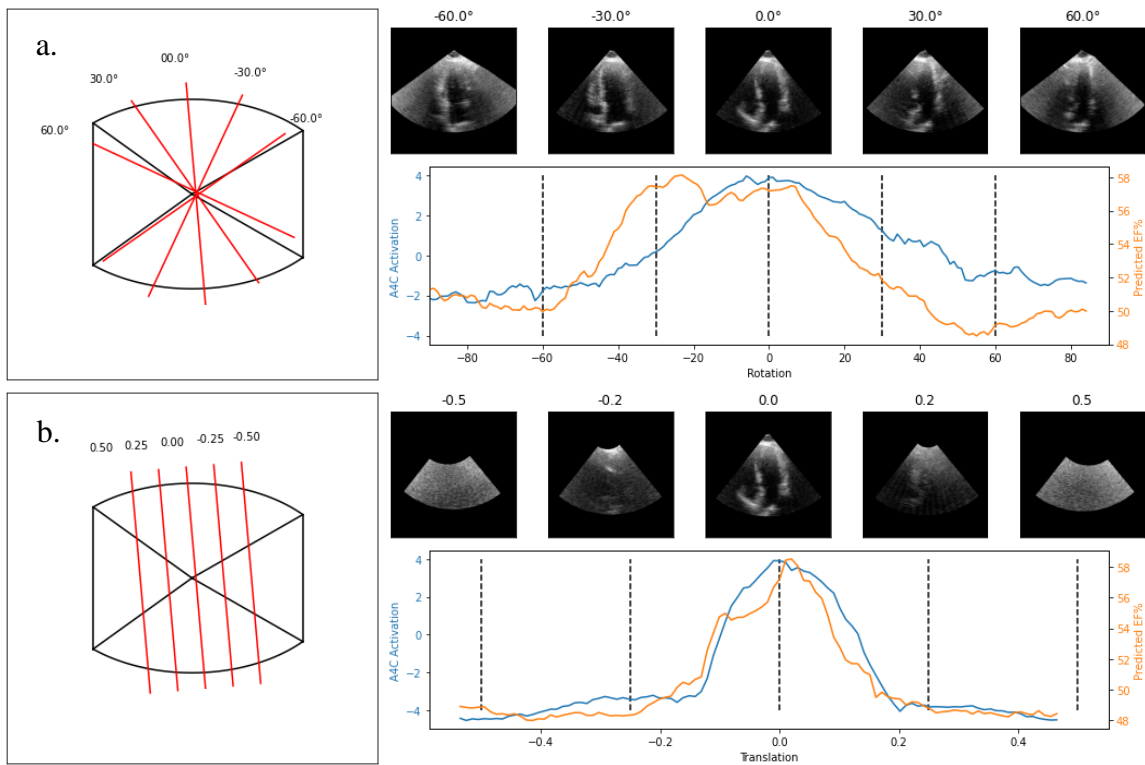 a.
00.0°
30.0°
-30.0°
60.0°
-60.0°
-60.0° -30.0° 0.0° 30.0° 60.0°
4
2
0
−2
−4
A4C Activation
58
56
54
52
50
48
Predicted EF%
−80 −60 −40 −20 0 20 40 60 80
Rotation
b.
0.50 0.25 0.00 -0.25 -0.50
-0.5 -0.2 0.0 0.2 0.5
4
2
0
−2
−4
A4C Activation
58
56
54
52
50
48
Predicted EF%
−0.4 −0.2 0.0 0.2 0.4
Translation